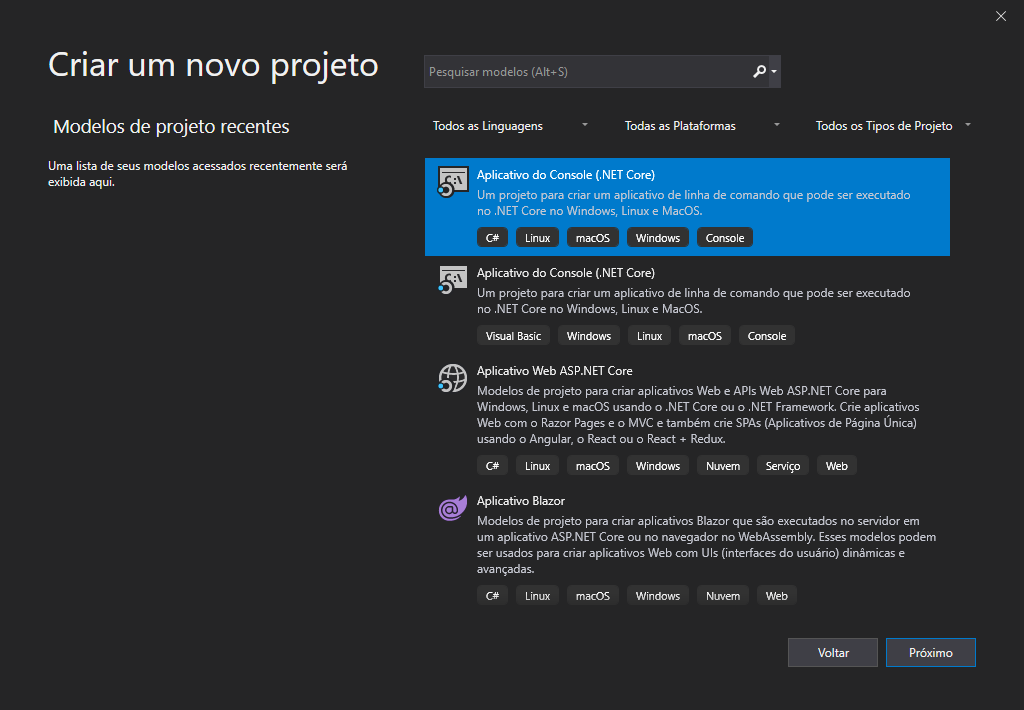 Criar um novo projeto
Pesquisar modelos (Alt+S)
Modelos de projeto recentes
Uma lista de seus modelos acessados recentemente será
exibida aqui.
Todos as Linguagens
Todas as Plataformas
Todos os Tipos de Projeto
Aplicativo do Console (.NET Core)
Um projeto para criar um aplicativo de linha de comando que pode ser executado
no .NET Core no Windows, Linux e MacOS.
C# Linux macOS Windows Console
Aplicativo do Console (.NET Core)
Um projeto para criar um aplicativo de linha de comando que pode ser executado
no .NET Core no Windows, Linux e MacOS.
Visual Basic Windows Linux macOS Console
Aplicativo Web ASP.NET Core
Modelos de projeto para criar aplicativos Web e APIs Web ASP.NET Core para
Windows, Linux e macOS usando o .NET Core ou o .NET Framework. Crie aplicativos
Web com o Razor Pages e o MVC e também crie SPAs (Aplicativos de Página Única)
usando o Angular, o React ou o React + Redux.
C# Linux macOS Windows Nuvem Serviço Web
Aplicativo Blazor
Modelos de projeto para criar aplicativos Blazor que são executados no servidor em
um aplicativo ASP.NET Core ou no navegador no WebAssembly. Esses modelos podem
ser usados para criar aplicativos Web com UIs (interfaces do usuário) dinâmicas e
avançadas.
C# Linux macOS Windows Nuvem Web
Voltar
Próximo